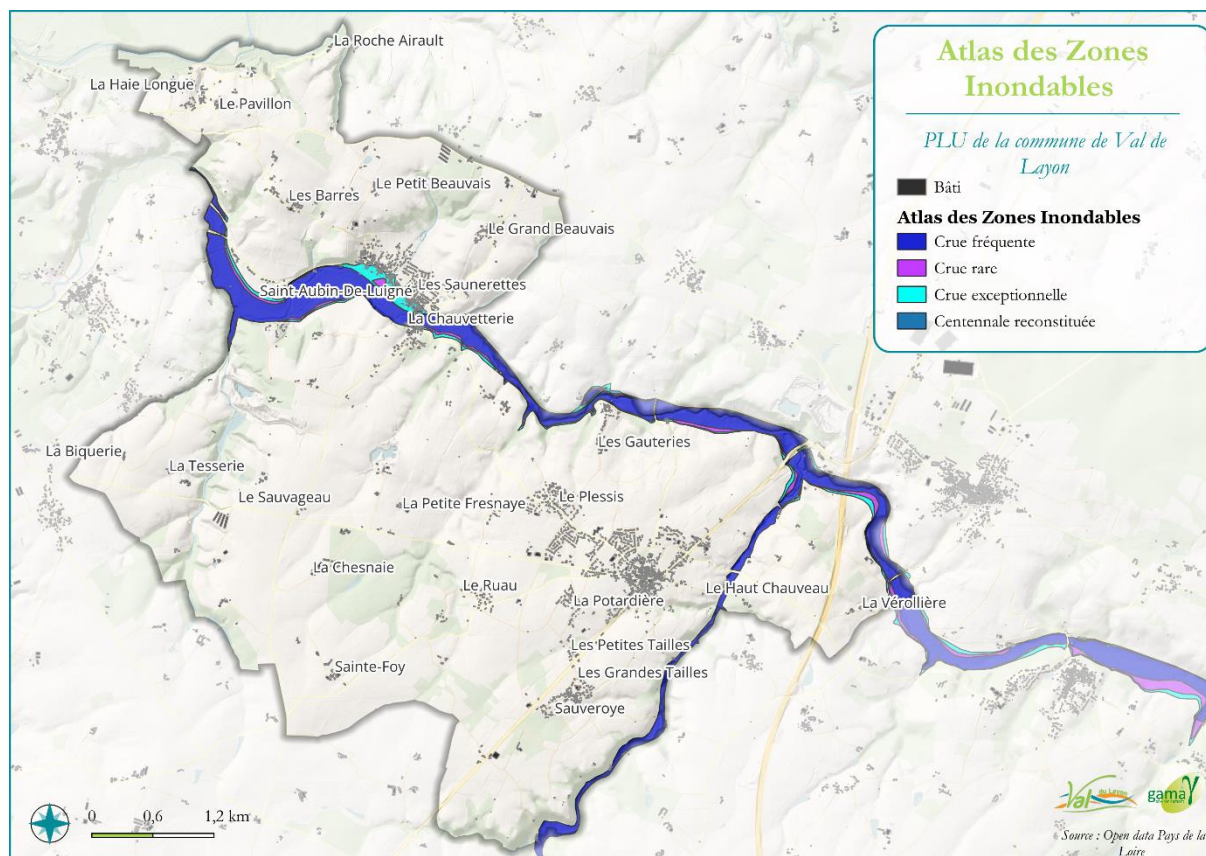 Atlas des Zones
Inondables
PLU de la commune de Val de
Layon
Bâti
Atlas des Zones Inondables
Crue fréquente
Crue rare
Crue exceptionnelle
Centennale reconstituée
La Roche Airault
La Haie Longue
Le Pavillon
Les Barres
Le Petit Beauvais
Le Grand Beauvais
Saint-Aubin-De-Luigné
Les Saunerettes
La Chauvetterie
La Biquerie
La Tesserie
Le Sauvageau
La Petite Fresnaye
Le Plessis
Les Gauteries
La Chesnaie
Le Ruau
La Potardière
Le Haut Chauveau
La Vérollière
Les Petites Tailles
Sainte-Foy
Les Grandes Tailles
Sauveroye
0 0,6 1,2 km
Val du Layon
gama
Source : Open data Pays de la
Loire